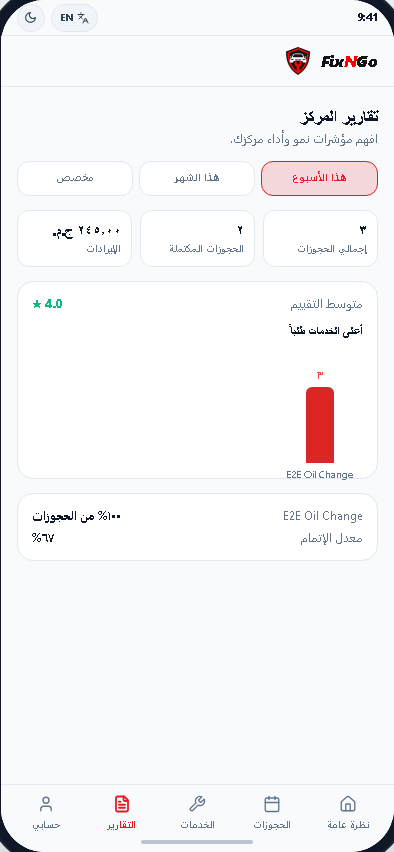 9:41
EN
FixNGo
تقارير المركز
افهم مؤشرات نمو وأداء مركزك.
هذا الأسبوع
هذا الشهر
مخصص
٣
إجمالي الحجوزات
٢
الحجوزات المكتملة
٢٤٥٫٠٠ ج.م.
الإيرادات
متوسط التقييم
4.0 ★
أعلى الخدمات طلباً
٣
E2E Oil Change
E2E Oil Change
١٠٠% من الحجوزات
معدل الإتمام
٦٧%
نظرة عامة
الحجوزات
الخدمات
التقارير
حسابي